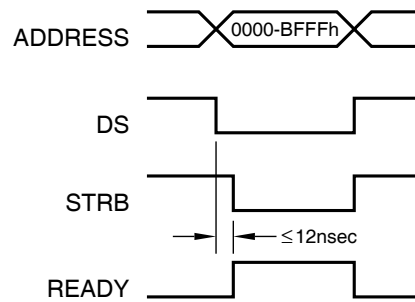 ADDRESS
0000-BFFFh
DS
STRB
≤12nsec
READY